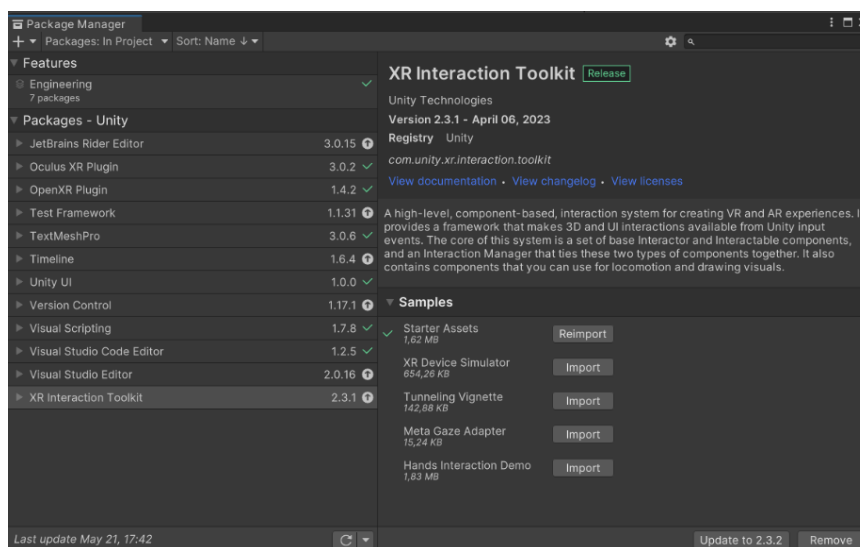 Package Manager
Packages: In Project Sort: Name ↓
Features
Engineering
7 packages
Packages - Unity
JetBrains Rider Editor 3.0.15
Oculus XR Plugin 3.0.2
OpenXR Plugin 1.4.2
Test Framework 1.1.31
TextMeshPro 3.0.6
Timeline 1.6.4
Unity UI 1.0.0
Version Control 1.17.1
Visual Scripting 1.7.8
Visual Studio Code Editor 1.2.5
Visual Studio Editor 2.0.16
XR Interaction Toolkit 2.3.1
Last update May 21, 17:42
XR Interaction Toolkit Release
Unity Technologies
Version 2.3.1 - April 06, 2023
Registry Unity
com.unity.xr.interaction.toolkit
View documentation • View changelog • View licenses
A high-level, component-based, interaction system for creating VR and AR experiences. I
provides a framework that makes 3D and UI interactions available from Unity input
events. The core of this system is a set of base Interactor and Interactable components,
and an Interaction Manager that ties these two types of components together. It also
contains components that you can use for locomotion and drawing visuals.
Samples
Starter Assets Reimport
1,62 MB
XR Device Simulator Import
654,26 KB
Tunneling Vignette Import
142,88 KB
Meta Gaze Adapter Import
15,24 KB
Hands Interaction Demo Import
1,83 MB
Update to 2.3.2 Remove